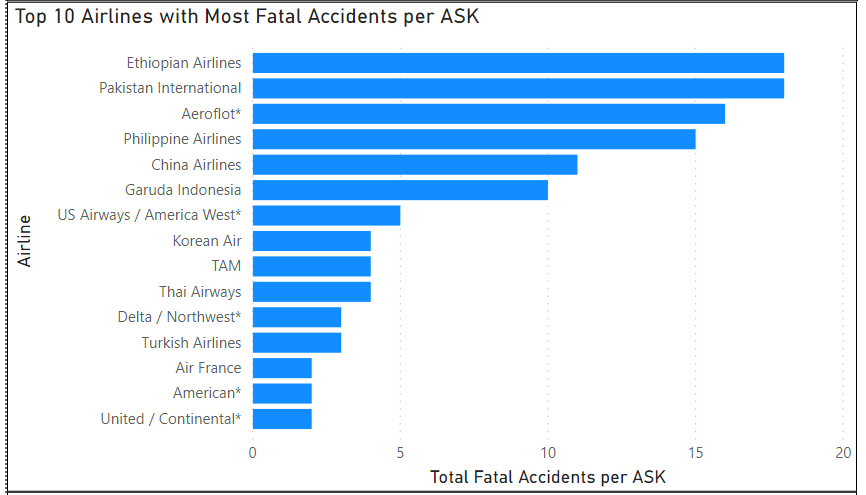 Top 10 Airlines with Most Fatal Accidents per ASK
Airline
Ethiopian Airlines
Pakistan International
Aeroflot*
Philippine Airlines
China Airlines
Garuda Indonesia
US Airways / America West*
Korean Air
TAM
Thai Airways
Delta / Northwest*
Turkish Airlines
Air France
American*
United / Continental*
0 5 10 15 20
Total Fatal Accidents per ASK